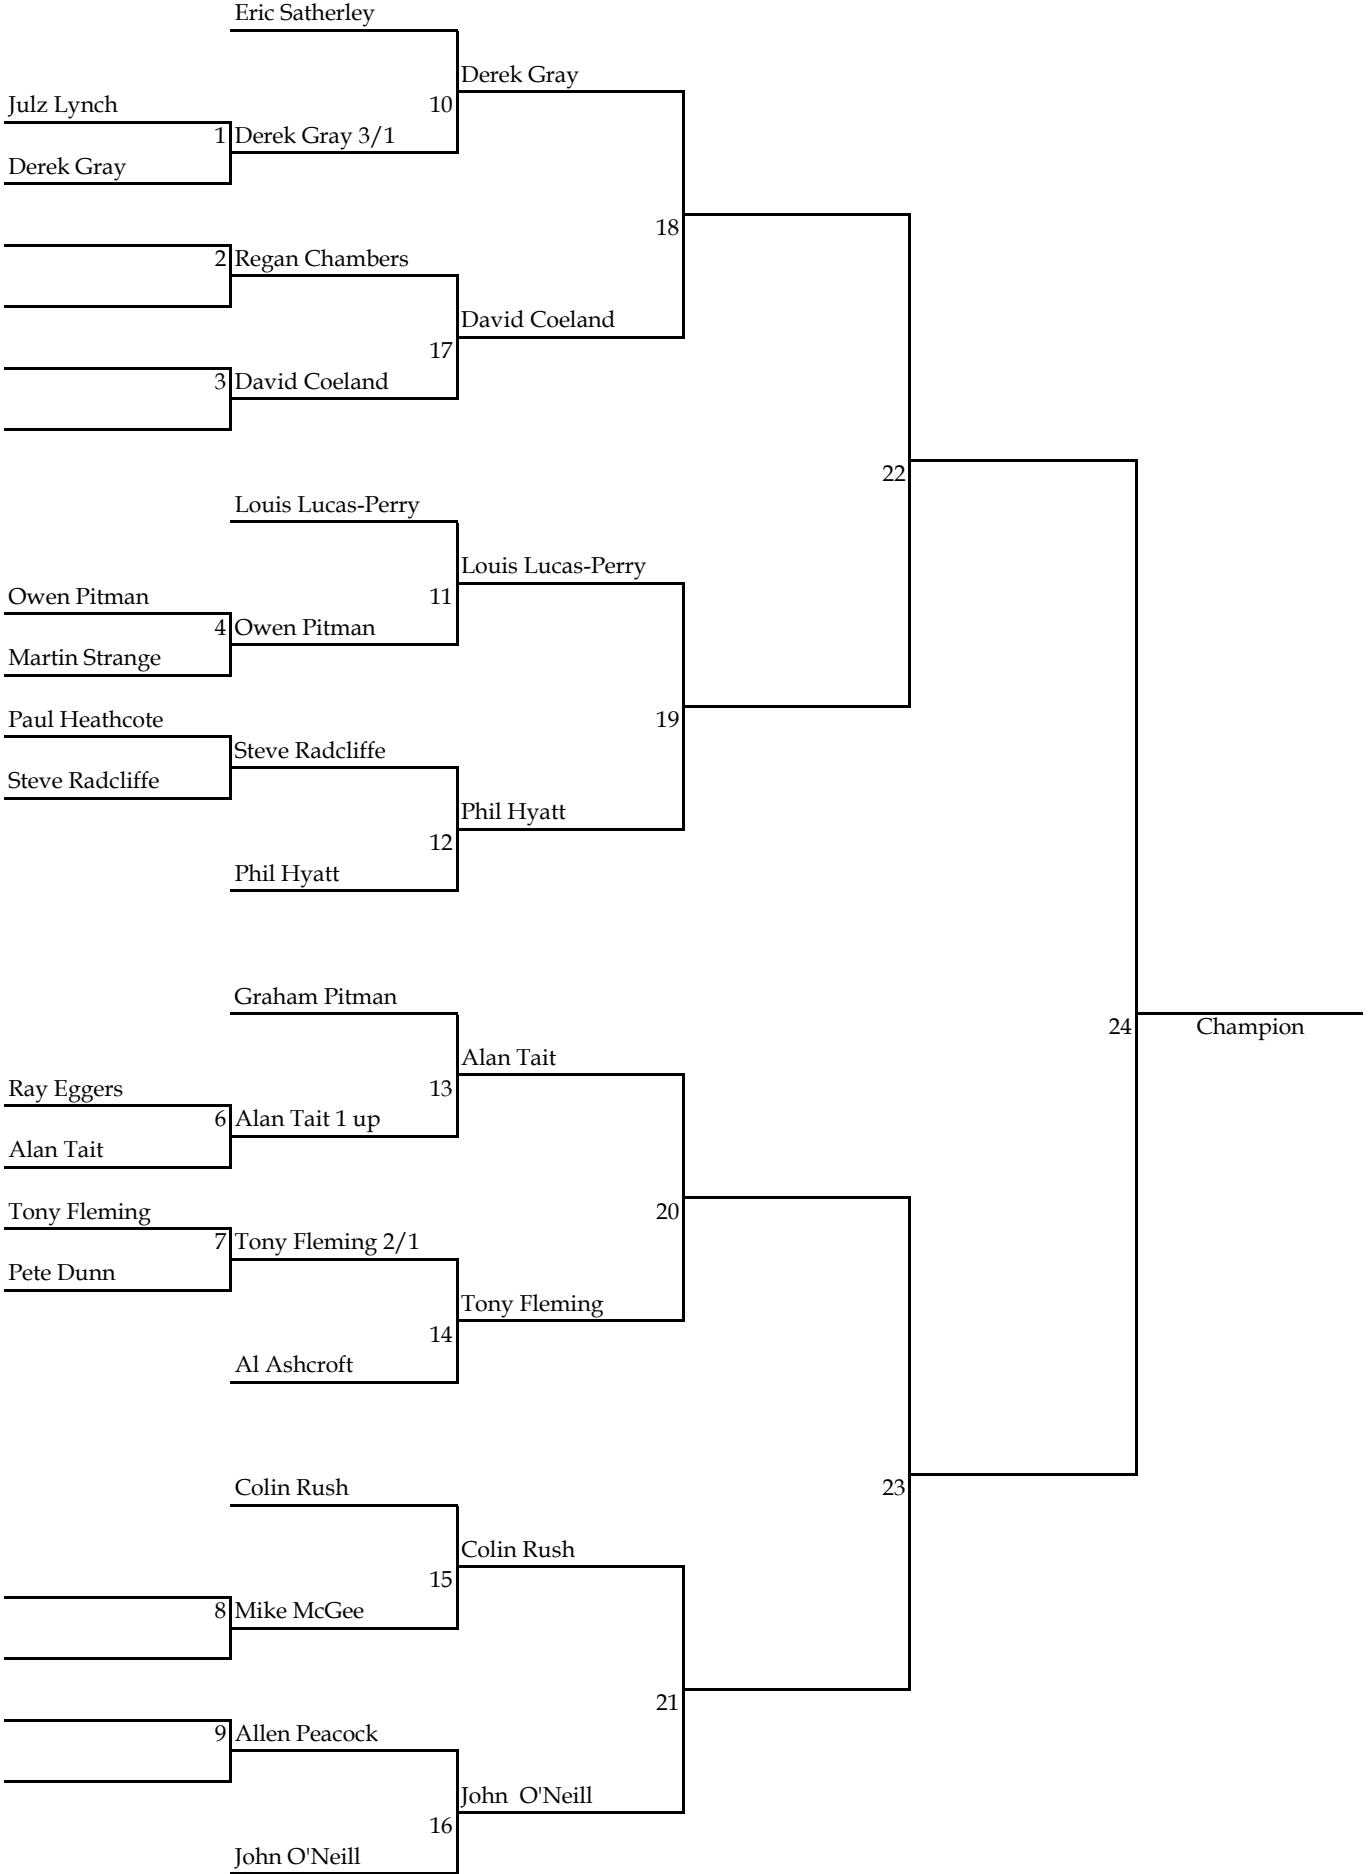 Eric Satherley
Derek Gray
Julz Lynch
10
1 Derek Gray 3/1
Derek Gray
18
2 Regan Chambers
David Coeland
17
3 David Coeland
22
Louis Lucas-Perry
Louis Lucas-Perry
Owen Pitman
11
4 Owen Pitman
Martin Strange
Paul Heathcote
19
Steve Radcliffe
Steve Radcliffe
Phil Hyatt
12
Phil Hyatt
Graham Pitman
24 Champion
Alan Tait
Ray Eggers
13
6 Alan Tait 1 up
Alan Tait
Tony Fleming
20
7 Tony Fleming 2/1
Pete Dunn
Tony Fleming
14
Al Ashcroft
Colin Rush
23
Colin Rush
15
8 Mike McGee
21
9 Allen Peacock
John  O'Neill
16
John O'Neill